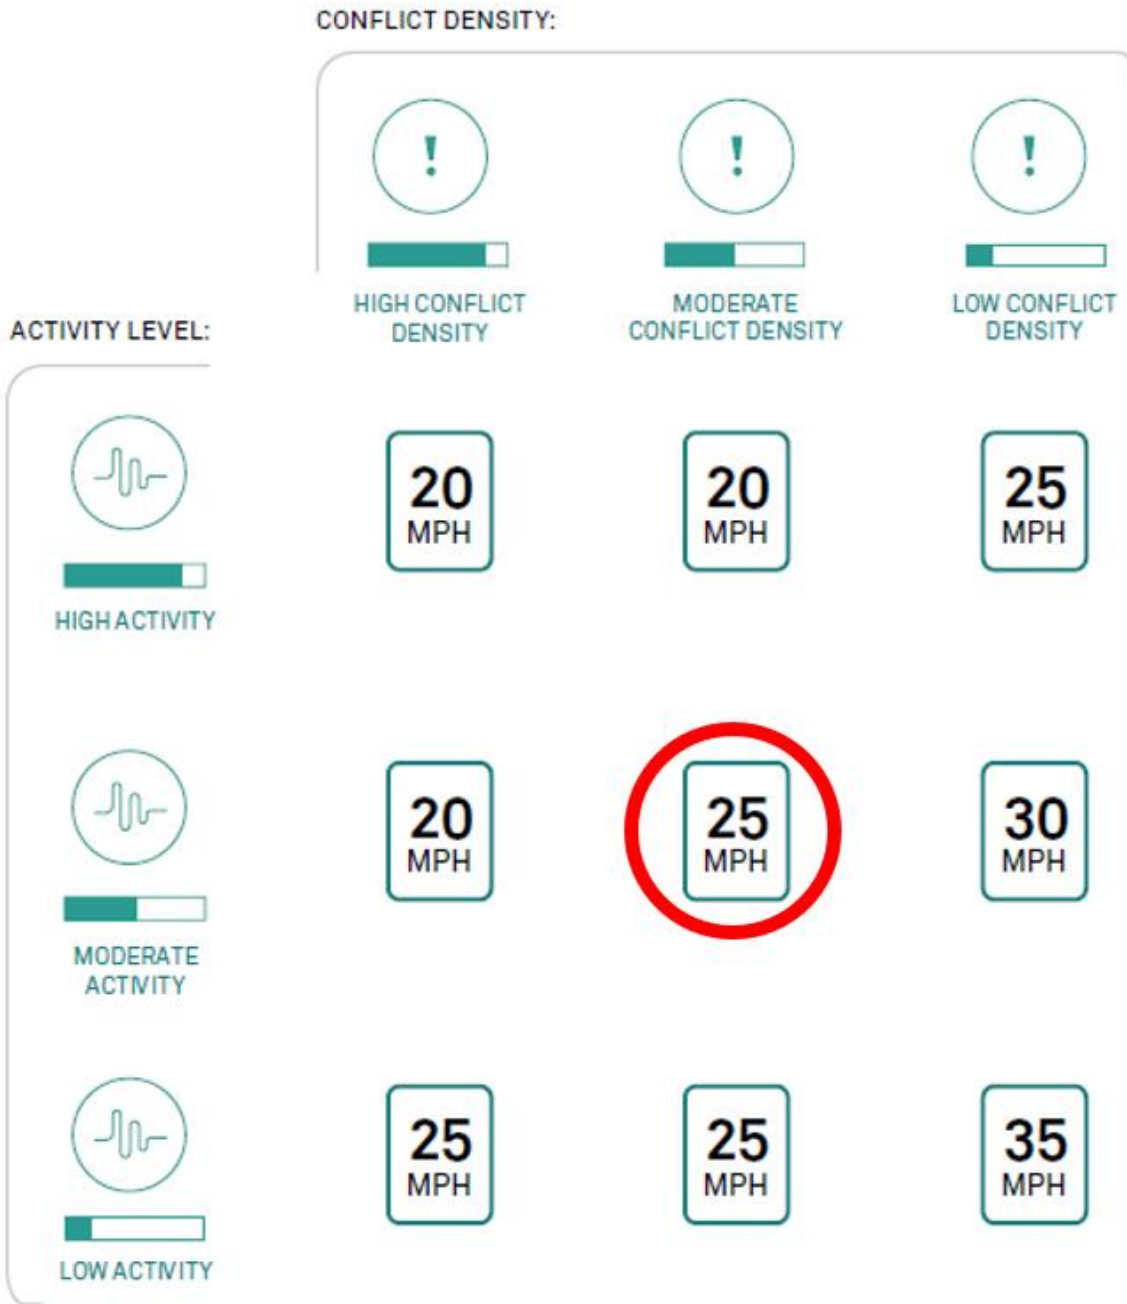 CONFLICT DENSITY:
!
!
!
HIGH CONFLICT
DENSITY
MODERATE
CONFLICT DENSITY
LOW CONFLICT
DENSITY
ACTIVITY LEVEL:
HIGH ACTIVITY
20
MPH
20
MPH
25
MPH
MODERATE
ACTIVITY
20
MPH
25
MPH
30
MPH
LOW ACTIVITY
25
MPH
25
MPH
35
MPH